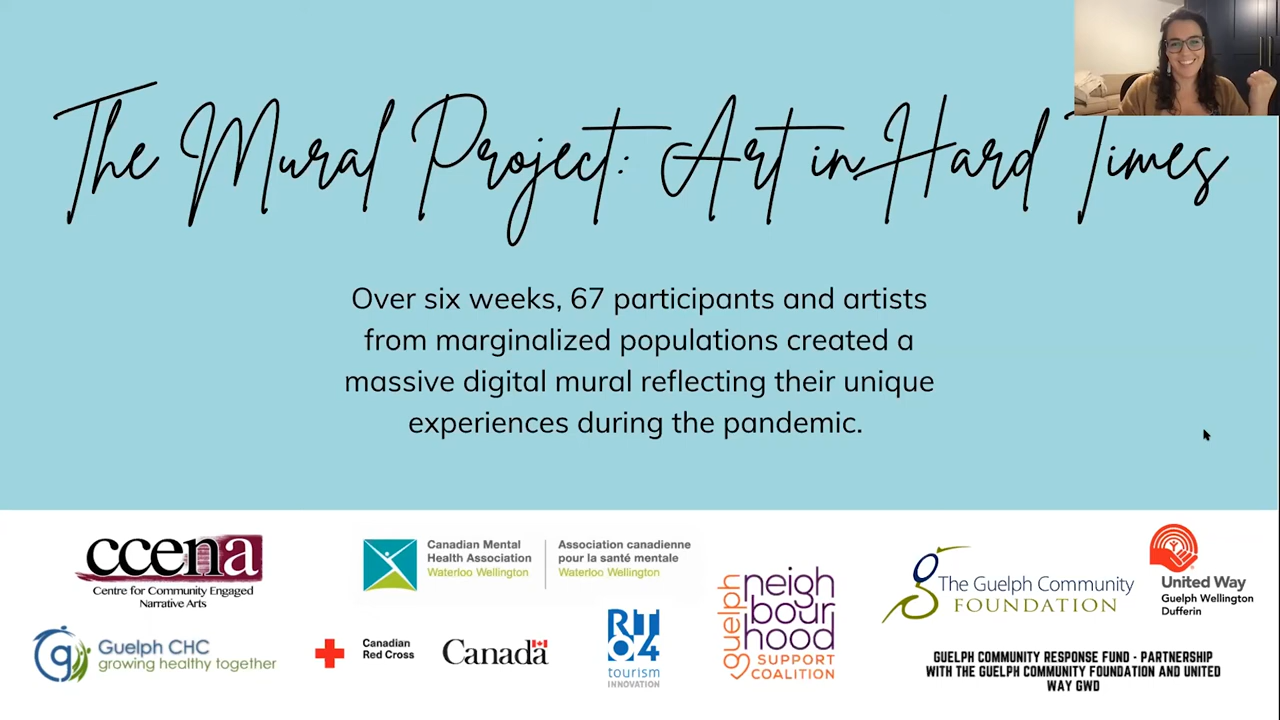 The Mural Project: Art in Hard Times
Over six weeks, 67 participants and artists
from marginalized populations created a
massive digital mural reflecting their unique
experiences during the pandemic.
ccena
Centre for Community Engaged
Narrative Arts
Canadian Mental
Health Association
Waterloo Wellington
Association canadienne
pour la santé mentale
Waterloo Wellington
guelph
neigh
bour
hood
SUPPORT
COALITION
The Guelph Community
FOUNDATION
United Way
Guelph Wellington
Dufferin
Guelph CHC
growing healthy together
Canadian
Red Cross
Canada
RT
O4
tourism
INNOVATION
GUELPH COMMUNITY RESPONSE FUND - PARTNERSHIP
WITH THE GUELPH COMMUNITY FOUNDATION AND UNITED
WAY GWD